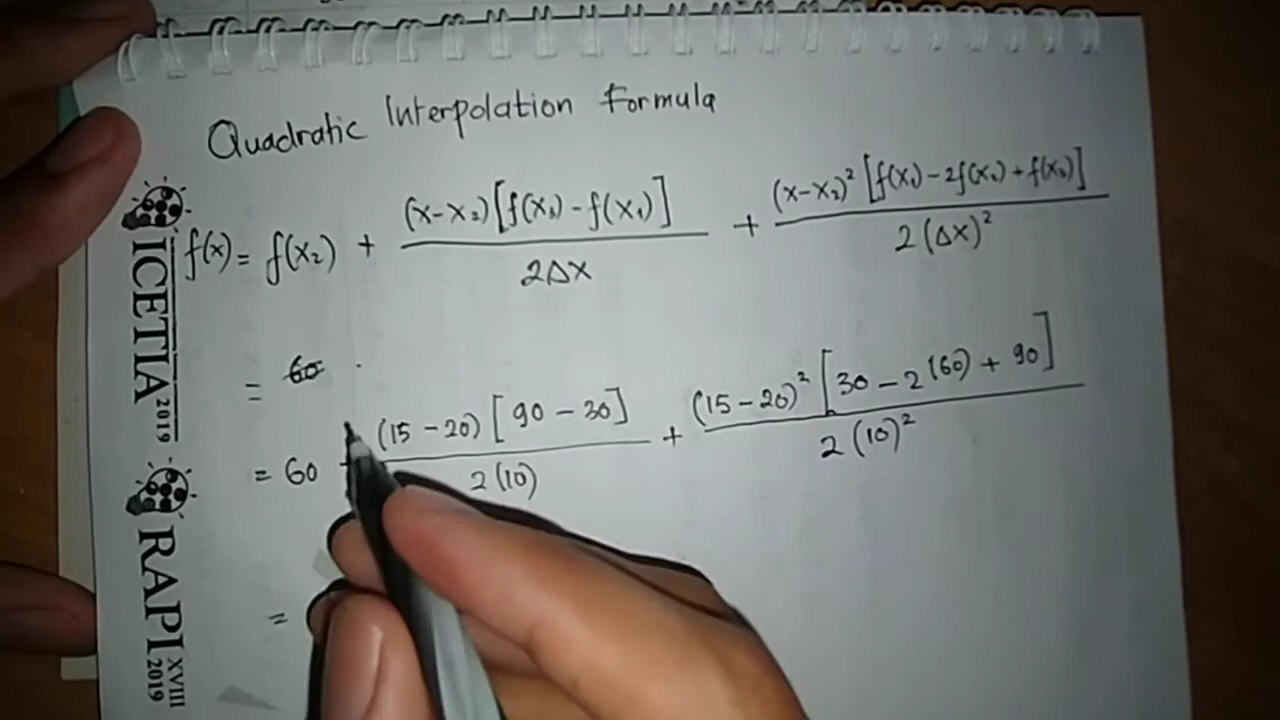 Quadratic Interpolation Formula
f(x) = f(x₂) + (x-x₂)[f(x₃) - f(x₁)] / 2Δx + (x-x₂)² [f(x₁) - 2f(x₂) + f(x₃)] / 2(Δx)²
= 60
= 60 + (15 - 20) [90 - 30] / 2(10) + (15 - 20)² [30 - 2(60) + 90] / 2(10)²
=
ICETIA 2019
RAPI XVIII 2019